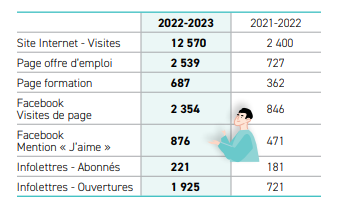 2022-2023 2021-2022
Site Internet - Visites 12 570 2 400
Page offre d'emploi 2 539 727
Page formation 687 362
Facebook
Visites de page 2 354 846
Facebook
Mention « J'aime » 876 471
Infolettres - Abonnés 221 181
Infolettres - Ouvertures 1 925 721